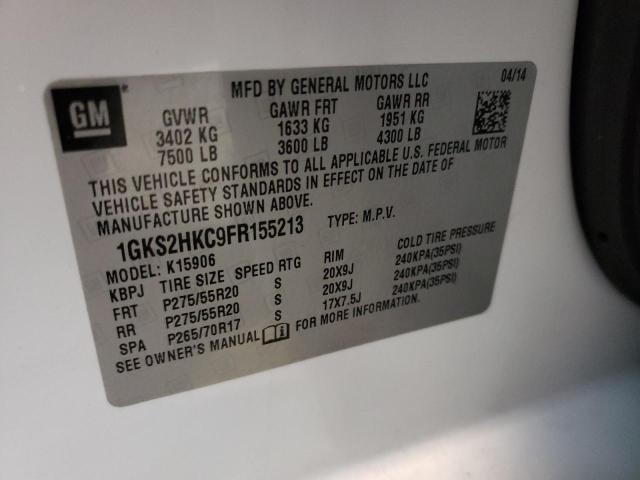 GM
MFD BY GENERAL MOTORS LLC 04/14
GVWR GAWR FRT GAWR RR
3402 KG 1633 KG 1951 KG
7500 LB 3600 LB 4300 LB
THIS VEHICLE CONFORMS TO ALL APPLICABLE U.S. FEDERAL MOTOR
VEHICLE SAFETY STANDARDS IN EFFECT ON THE DATE OF
MANUFACTURE SHOWN ABOVE.
1GKS2HKC9FR155213 TYPE: M.P.V.
MODEL: K15906
KBPJ TIRE SIZE SPEED RTG RIM COLD TIRE PRESSURE
FRT P275/55R20 S 20X9J 240KPA(35PSI)
RR P275/55R20 S 20X9J 240KPA(35PSI)
SPA P265/70R17 S 17X7.5J 240KPA(35PSI)
SEE OWNER'S MANUAL FOR MORE INFORMATION.